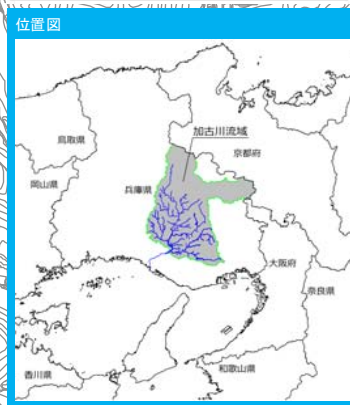 位置図
加古川流域
鳥取県
京都府
岡山県
兵庫県
大阪府
奈良県
香川県
和歌山県